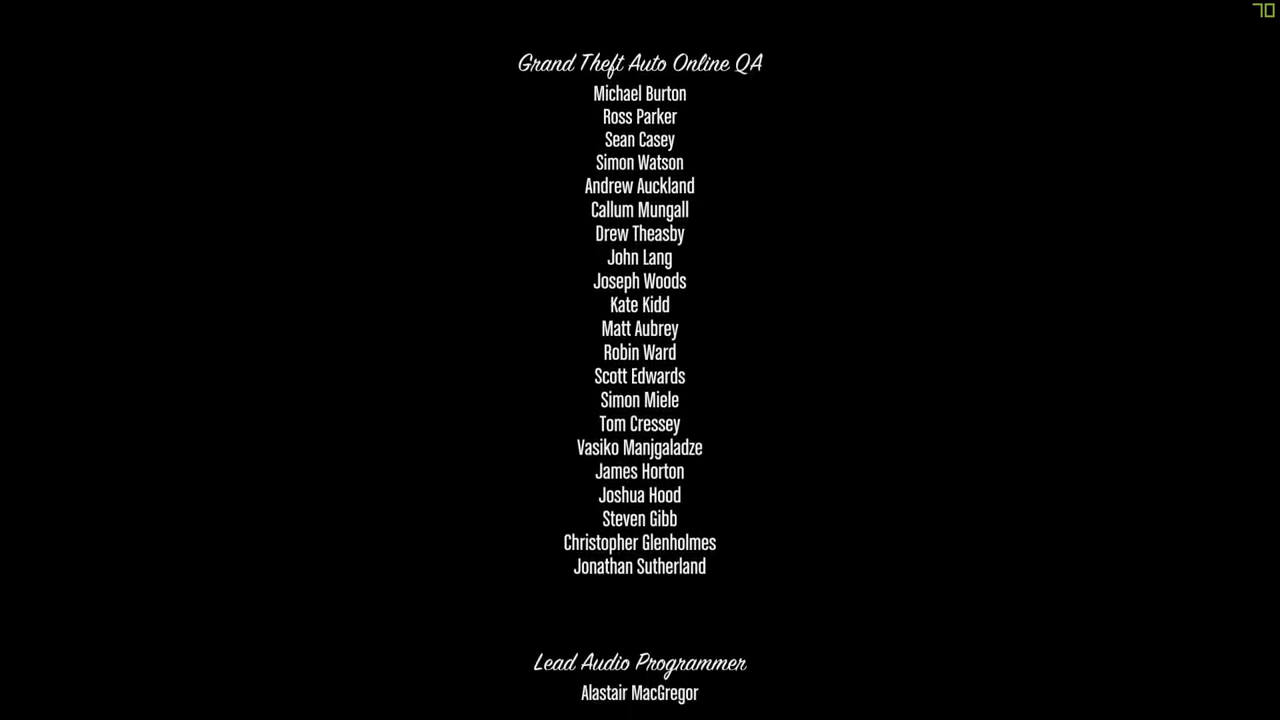 70
Grand Theft Auto Online QA
Michael Burton
Ross Parker
Sean Casey
Simon Watson
Andrew Auckland
Callum Mungall
Drew Theasby
John Lang
Joseph Woods
Kate Kidd
Matt Aubrey
Robin Ward
Scott Edwards
Simon Miele
Tom Cressey
Vasiko Manjgaladze
James Horton
Joshua Hood
Steven Gibb
Christopher Glenholmes
Jonathan Sutherland
Lead Audio Programmer
Alastair MacGregor